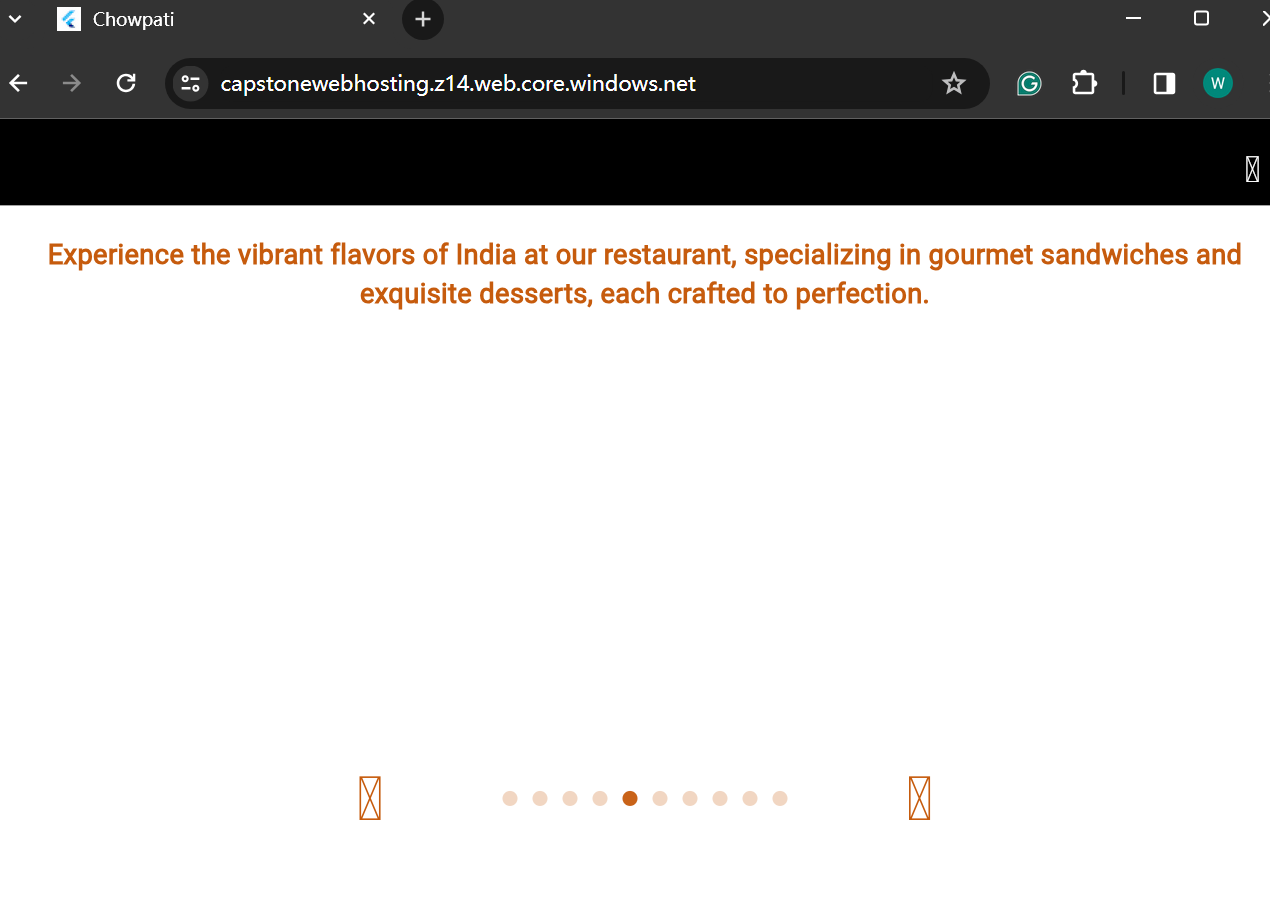 Chowpati
capstonewebhosting.z14.web.core.windows.net
W
Experience the vibrant flavors of India at our restaurant, specializing in gourmet sandwiches and
exquisite desserts, each crafted to perfection.